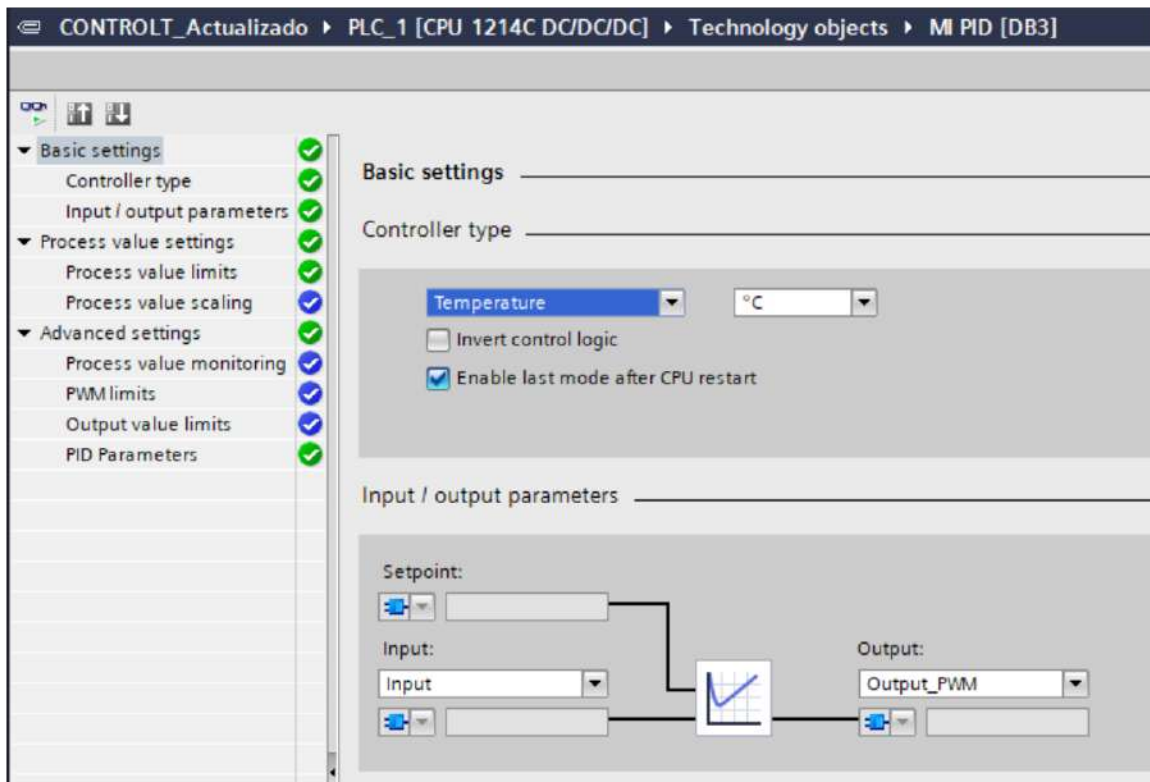 CONTROLT_Actualizado ▸ PLC_1 [CPU 1214C DC/DC/DC] ▸ Technology objects ▸ MI PID [DB3]
Basic settings
Controller type
Input / output parameters
Process value settings
Process value limits
Process value scaling
Advanced settings
Process value monitoring
PWM limits
Output value limits
PID Parameters
Basic settings
Controller type
Temperature °C
Invert control logic
Enable last mode after CPU restart
Input / output parameters
Setpoint:
Input: Output:
Input Output_PWM